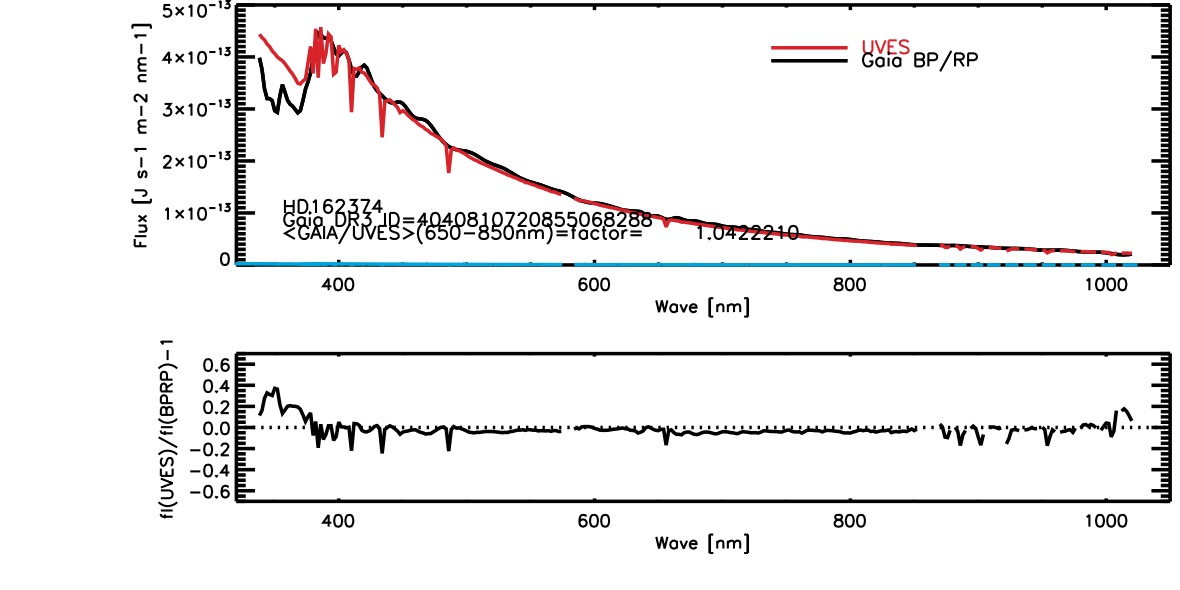 5×10⁻¹³
4×10⁻¹³
3×10⁻¹³
2×10⁻¹³
1×10⁻¹³
0
Flux [J s−1 m−2 nm−1]
UVES
Gaia BP/RP
HD162374
Gaia DR3 ID=4040810720855068288
<GAIA/UVES>(650−850nm)=factor= 1.0422210
400 600 800 1000
Wave [nm]
fl(UVES)/fl(BPRP)−1
0.6
0.4
0.2
0.0
−0.2
−0.4
−0.6
400 600 800 1000
Wave [nm]